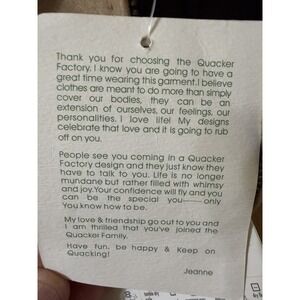 Thank you for choosing the Quacker
Factory. I know you are going to have a
great time wearing this garment. I believe
clothes are meant to do more than simply
cover our bodies, they can be an
extension of ourselves, our feelings, our
personalities. I love life! My designs
celebrate that love and it is going to rub
off on you.
People see you coming in a Quacker
Factory design and they just know they
have to talk to you. Life is no longer
mundane but rather filled with whimsy
and joy. Your confidence will fly and you
can be the special you—— only
You know how to be.
My love & friendship go out to you and
I am thrilled that you've joined the
Quacker Family.
Have fun, be happy & Keep on
Quacking!
Jeanne